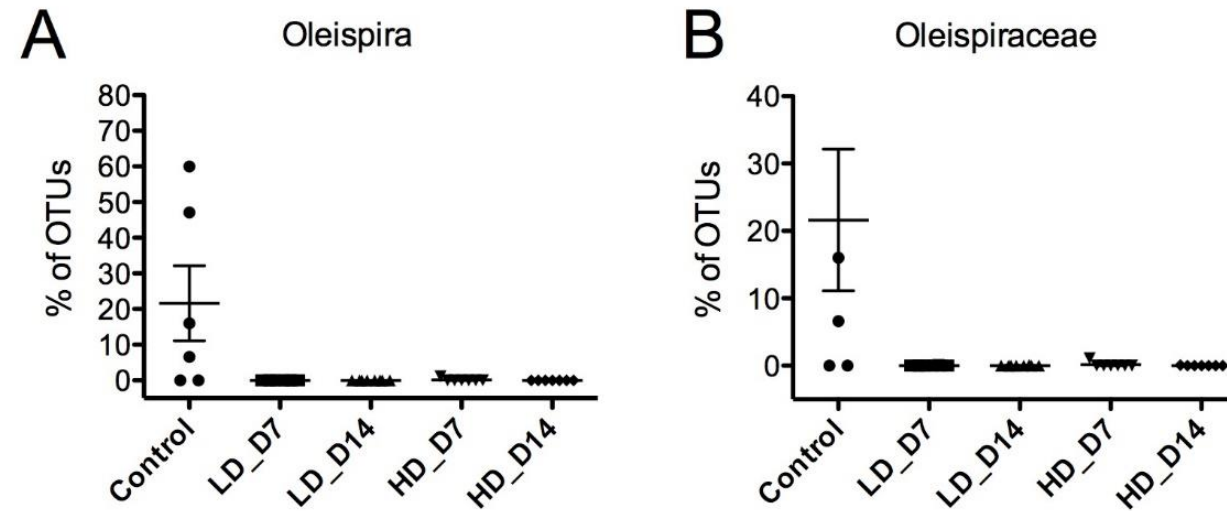 A
Oleispira
% of OTUs
80
70
60
50
40
30
20
10
0
Control
LD_D7
LD_D14
HD_D7
HD_D14
B
Oleispiraceae
% of OTUs
40
30
20
10
0
Control
LD_D7
LD_D14
HD_D7
HD_D14